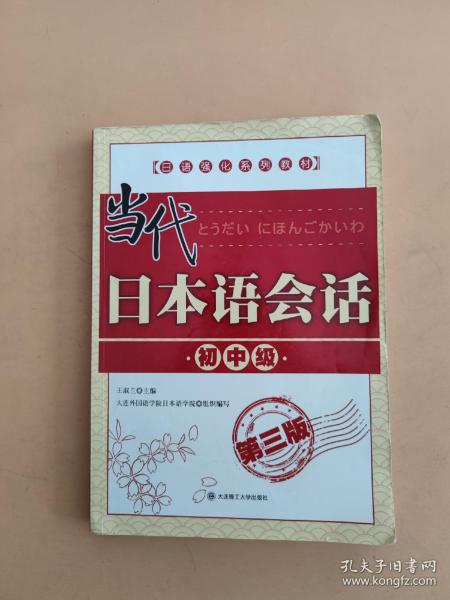 【日语强化系列教材】
当代
とうだい にほんごかいわ
日本语会话
·初中级·
王淑兰 主编
大连外国语学院日本语学院 组织编写
第三版
大连理工大学出版社
孔夫子旧书网
www.kongfz.com